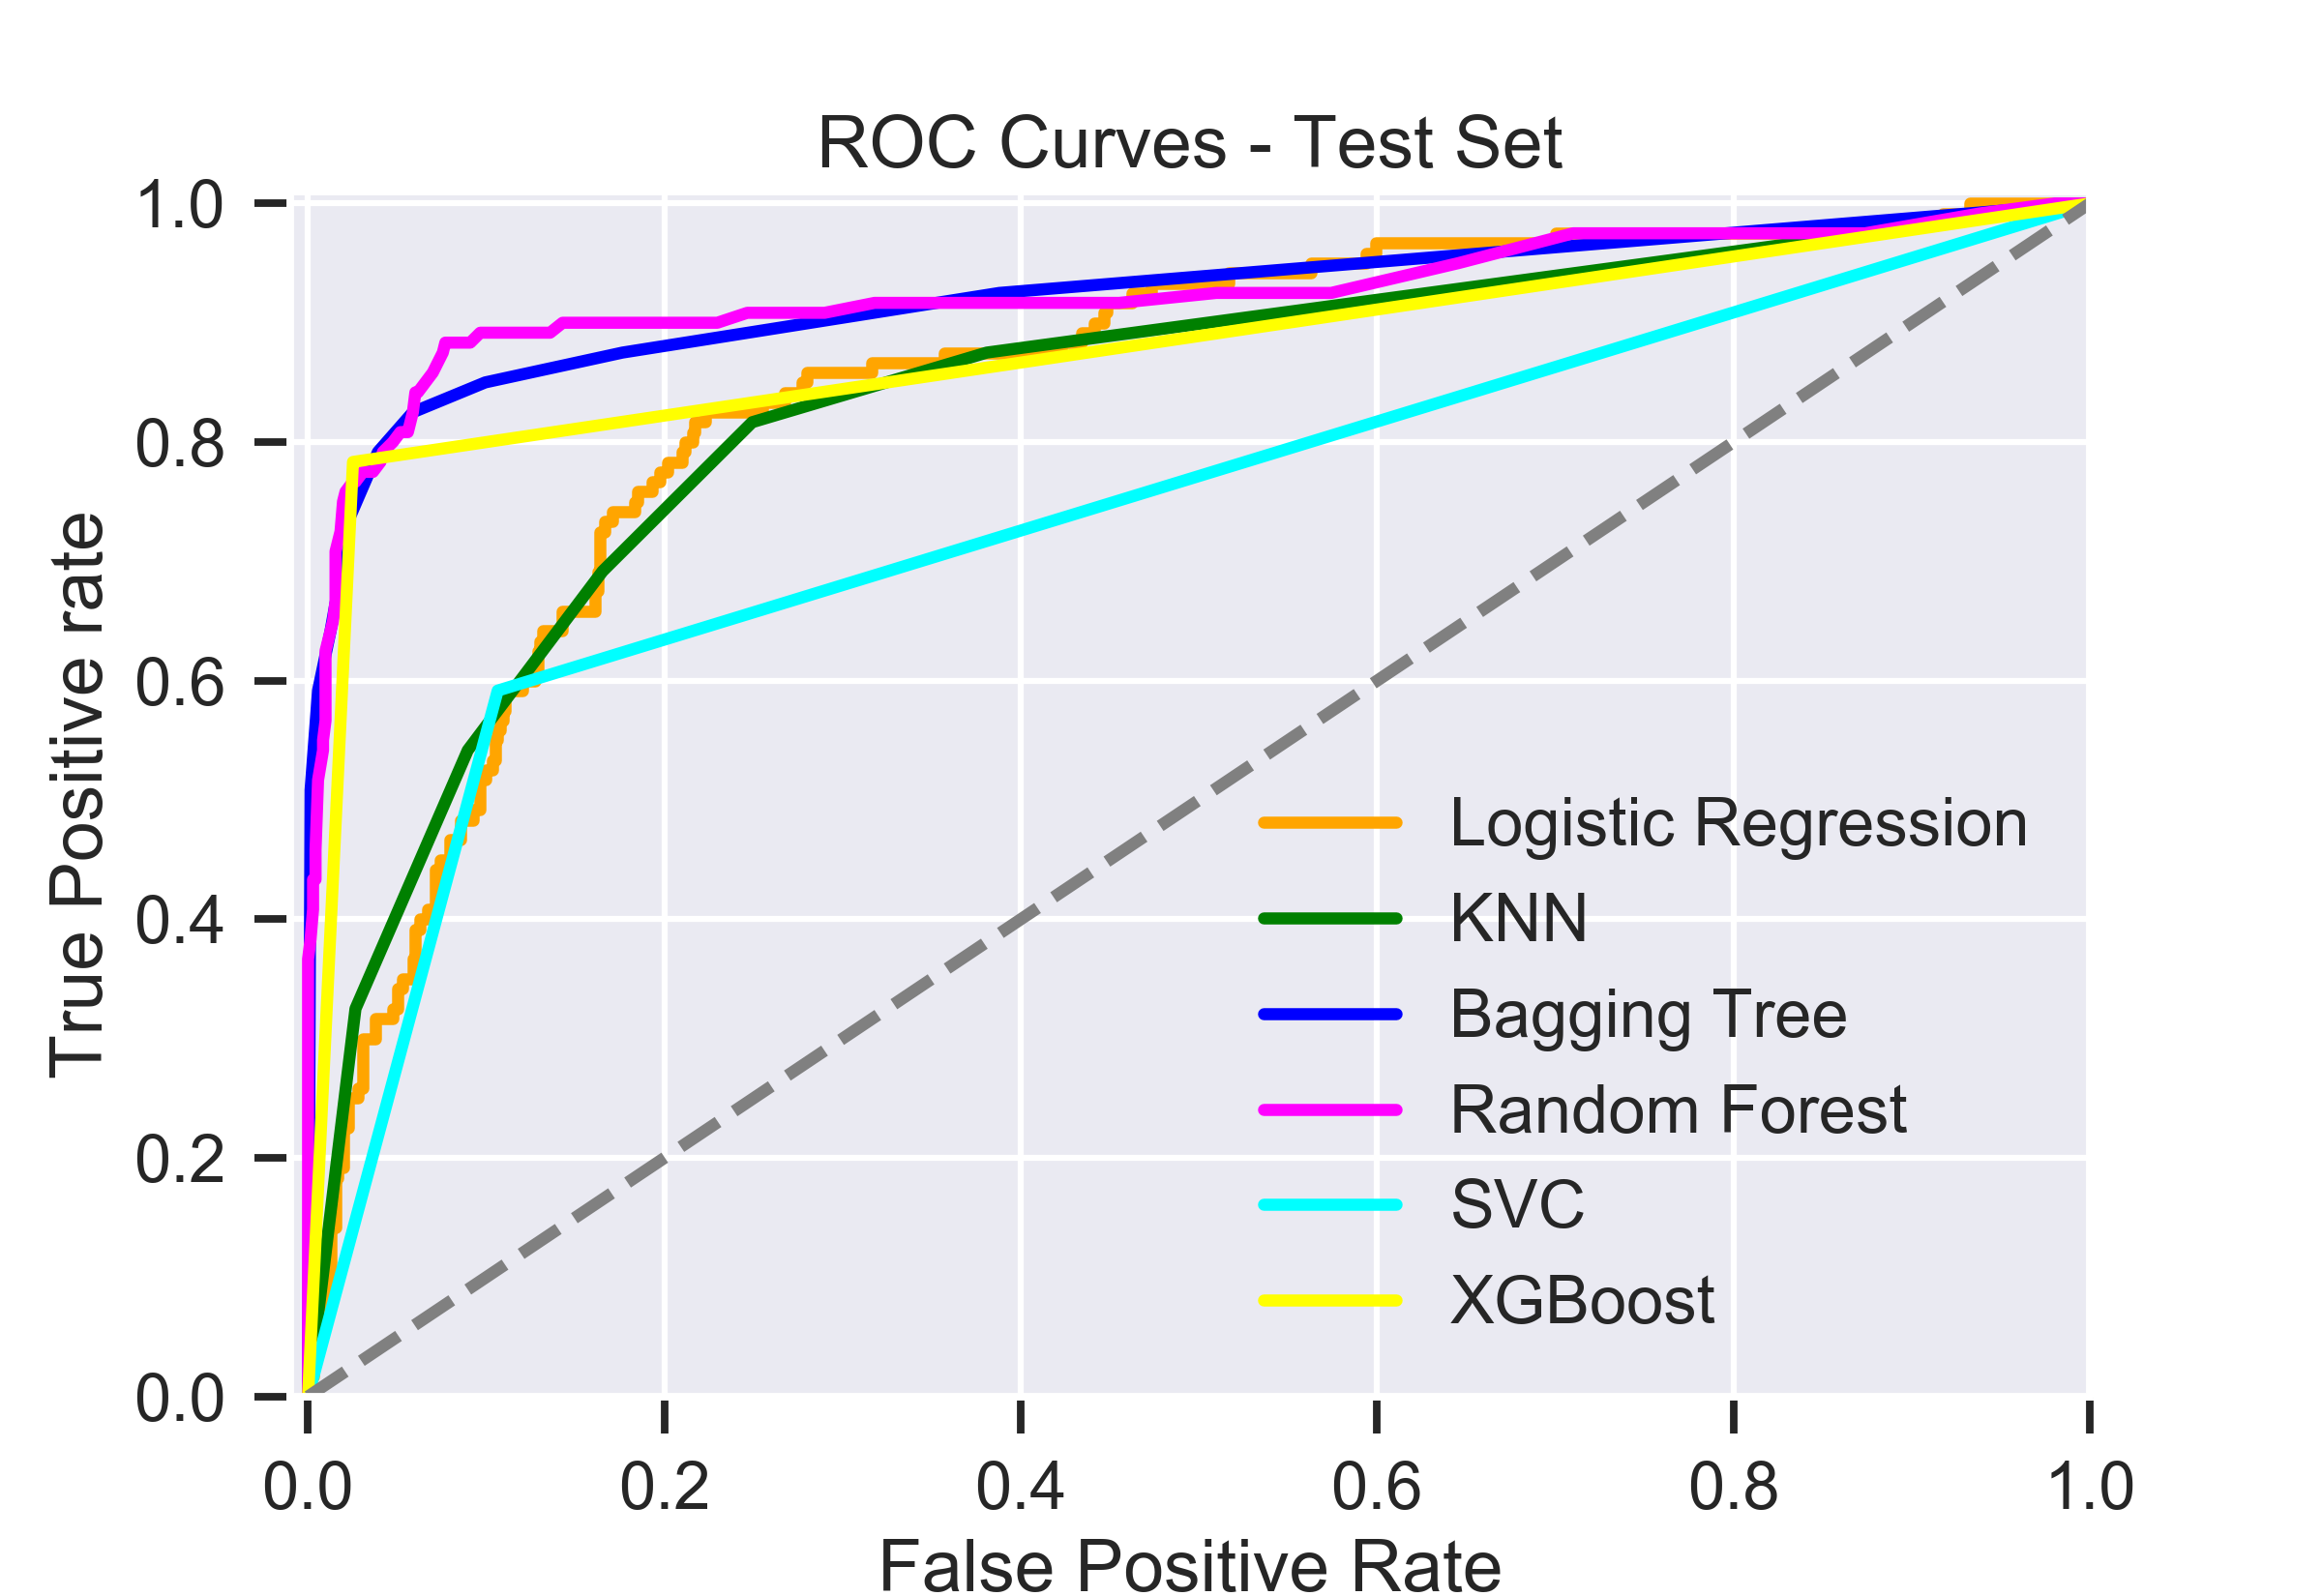 ROC Curves - Test Set
1.0
0.8
0.6
0.4
0.2
0.0
True Positive rate
Logistic Regression
KNN
Bagging Tree
Random Forest
SVC
XGBoost
0.0 0.2 0.4 0.6 0.8 1.0
False Positive Rate